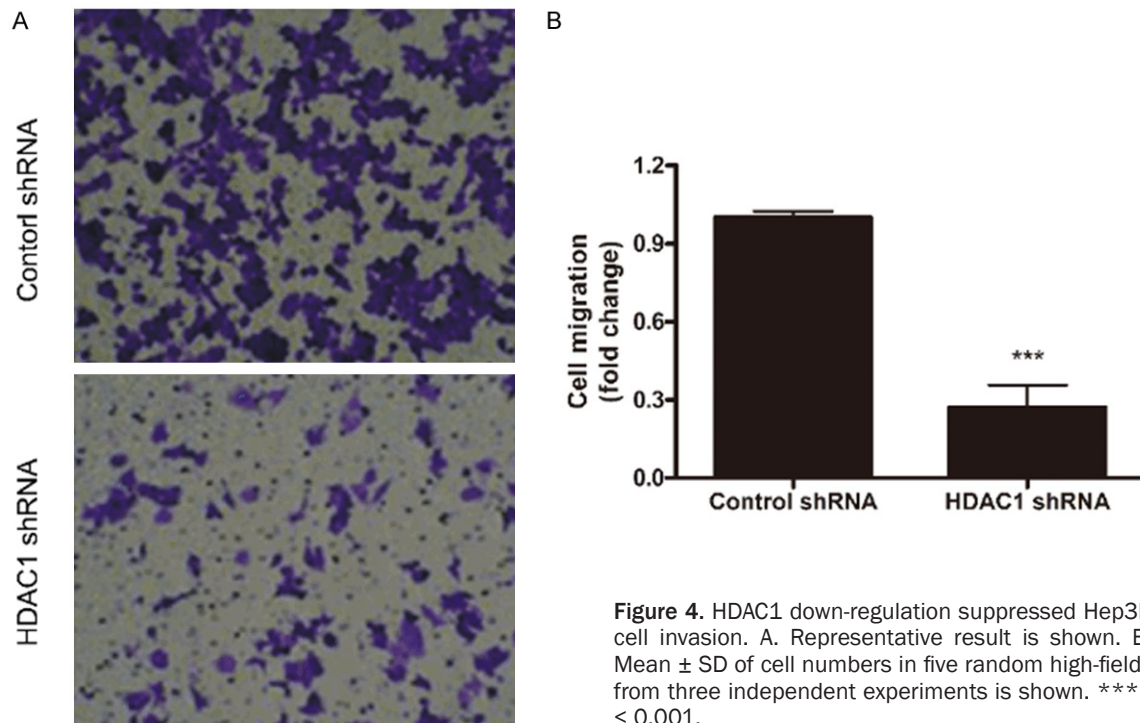 A
B
Contorl shRNA
HDAC1 shRNA
Cell migration
(fold change)
1.2
0.9
0.6
0.3
0.0
***
Control shRNA
HDAC1 shRNA
Figure 4. HDAC1 down-regulation suppressed Hep3
cell invasion. A. Representative result is shown.
Mean ± SD of cell numbers in five random high-field
from three independent experiments is shown. ***
< 0.001.